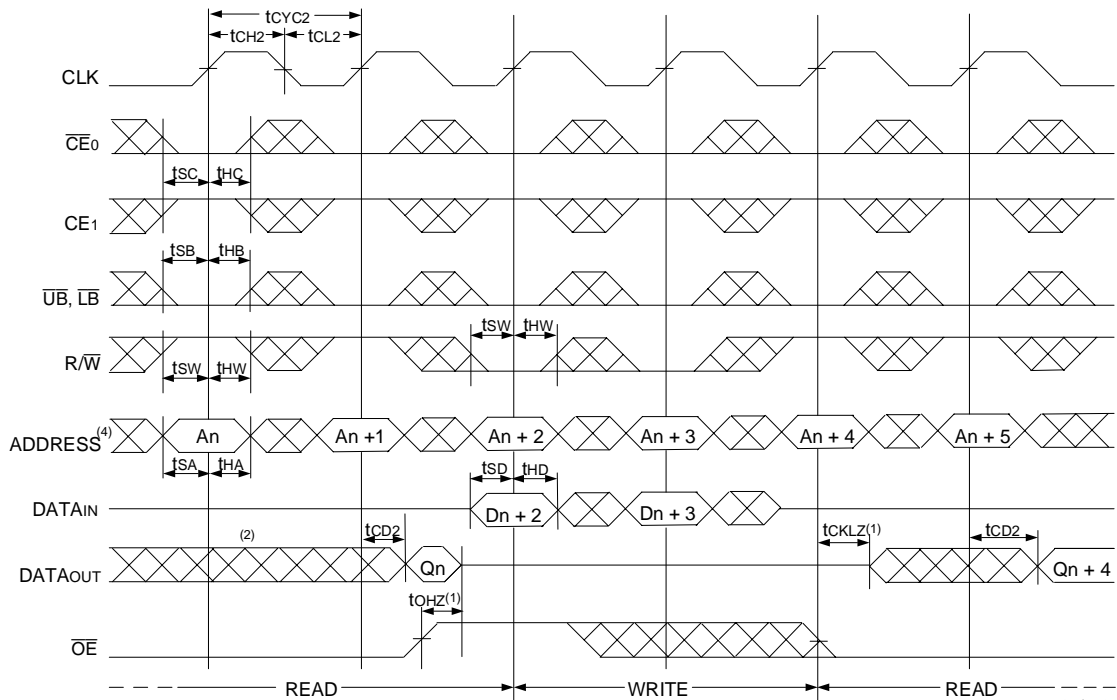 tCYC2
tCH2 tCL2
CLK
CE0
tSC tHC
CE1
tSB tHB
UB, LB
tSW tHW
R/W
tSW tHW
ADDRESS(4) An An +1 An + 2 An + 3 An + 4 An + 5
tSA tHA
tSD tHD
DATAIN Dn + 2 Dn + 3
tCD2 tCKLZ(1) tCD2
(2)
DATAOUT Qn Qn + 4
tOHZ(1)
OE
READ WRITE READ